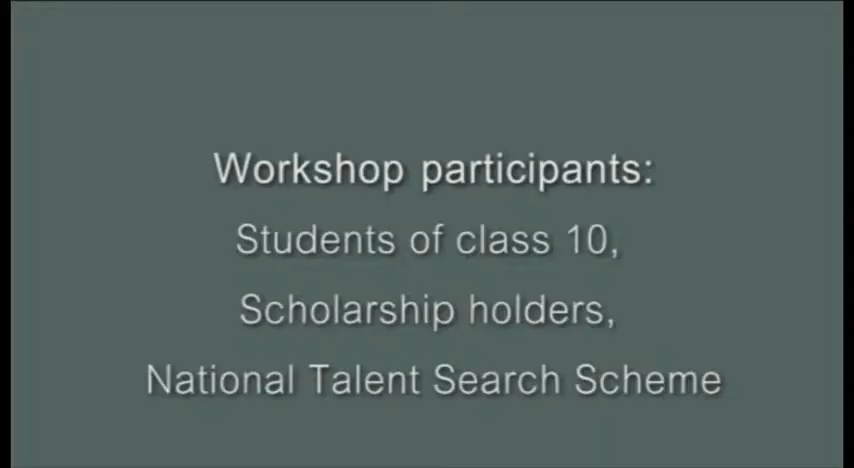 Workshop participants:
Students of class 10,
Scholarship holders,
National Talent Search Scheme